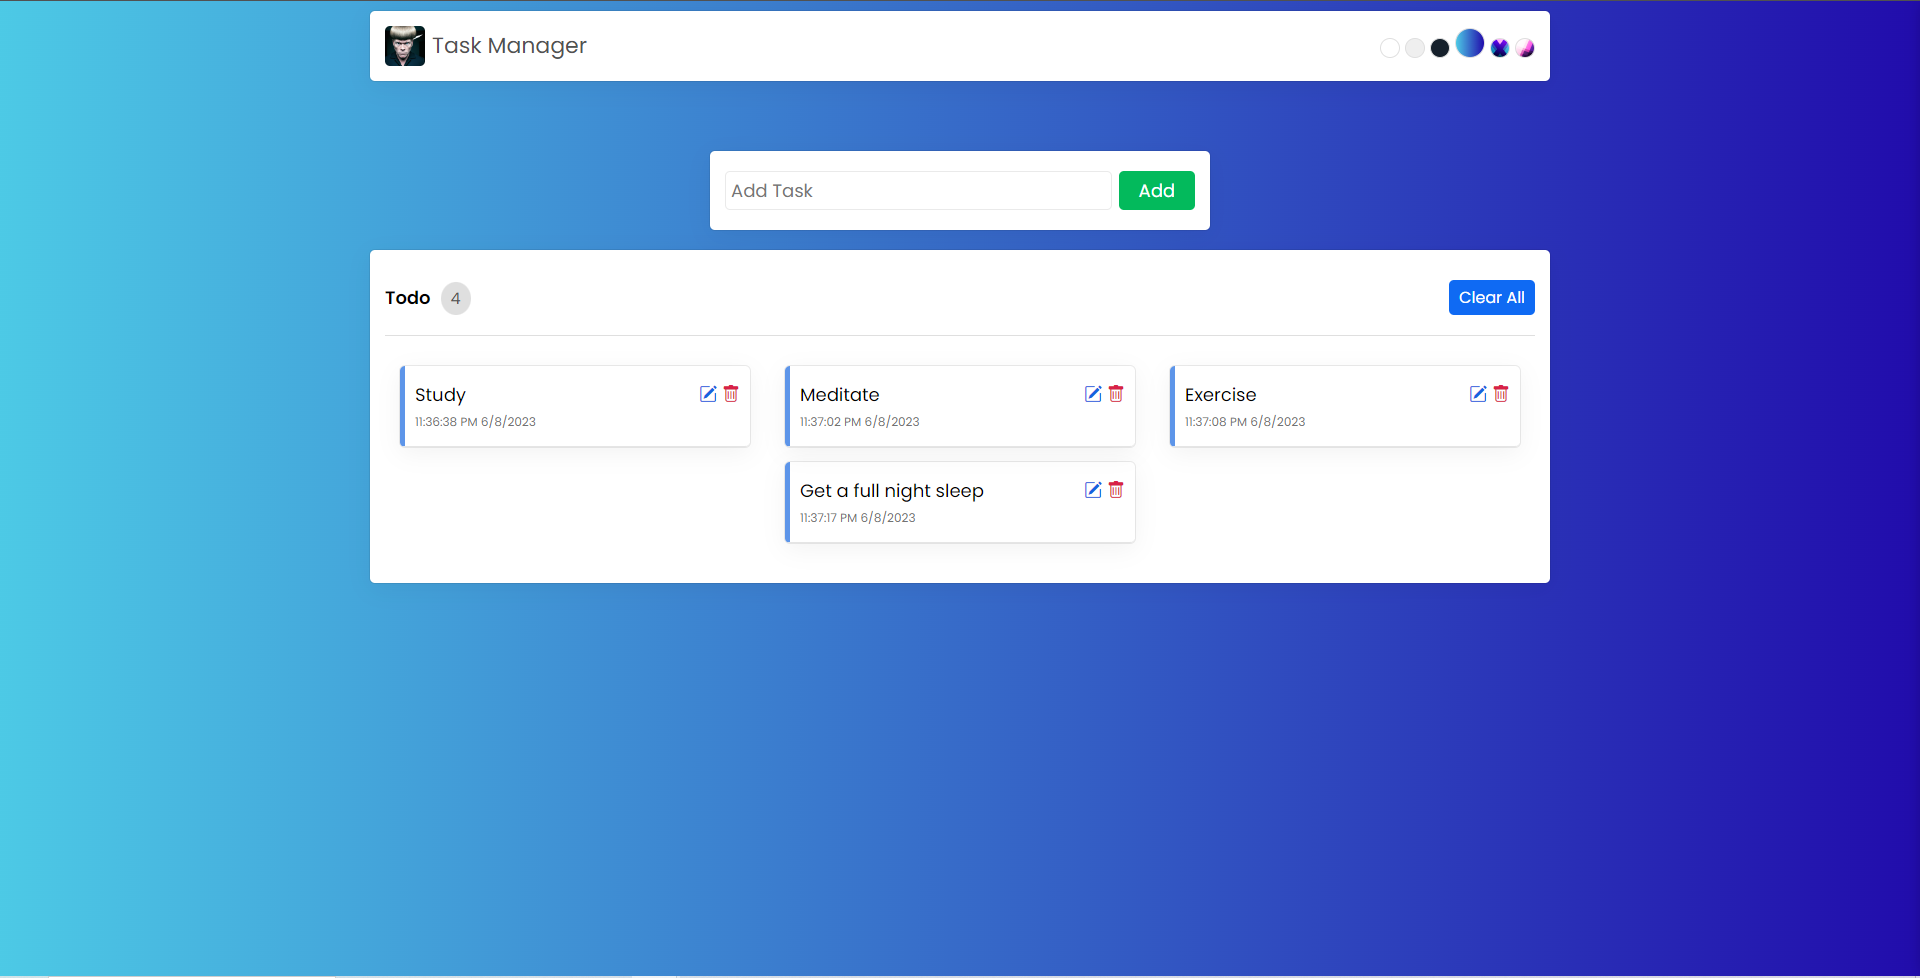 Task Manager
Add Task
Add
Todo 4
Clear All
Study
11:36:38 PM 6/8/2023
Meditate
11:37:02 PM 6/8/2023
Exercise
11:37:08 PM 6/8/2023
Get a full night sleep
11:37:17 PM 6/8/2023